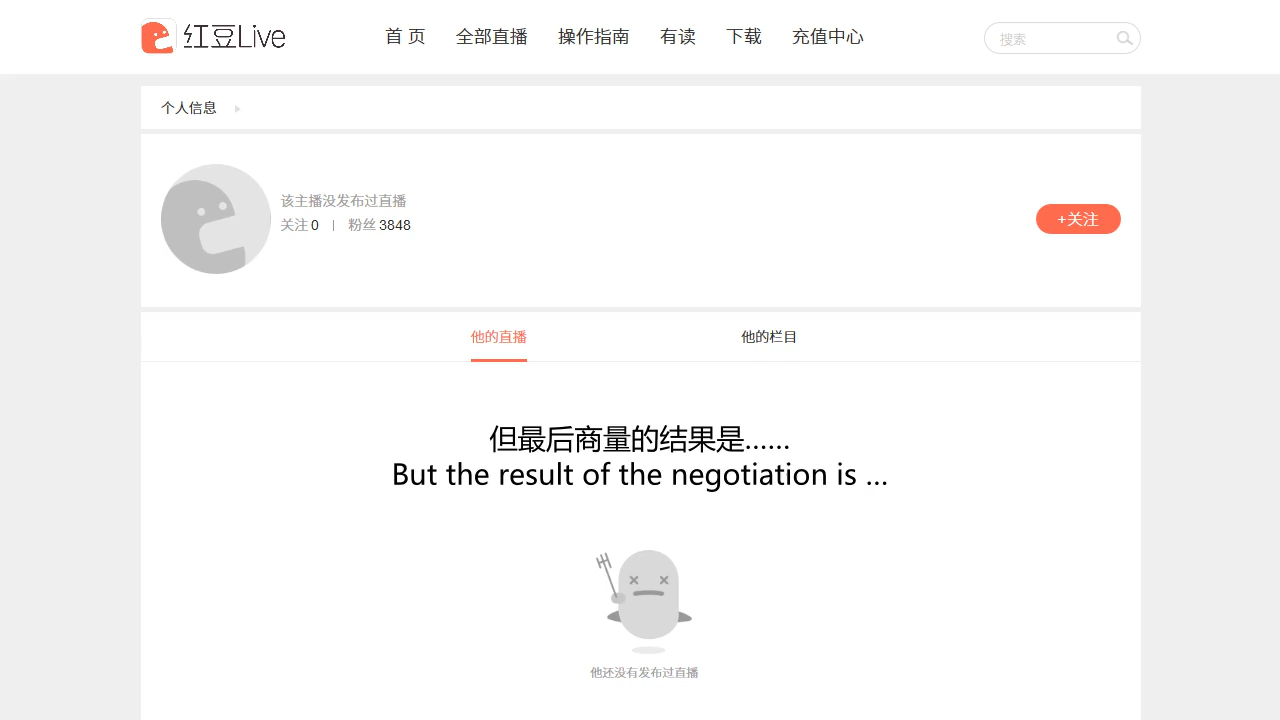 红豆Live
首 页 全部直播 操作指南 有读 下载 充值中心
搜索
个人信息
该主播没发布过直播
关注 0 | 粉丝 3848
+关注
他的直播 他的栏目
但最后商量的结果是......
But the result of the negotiation is ...
他还没有发布过直播